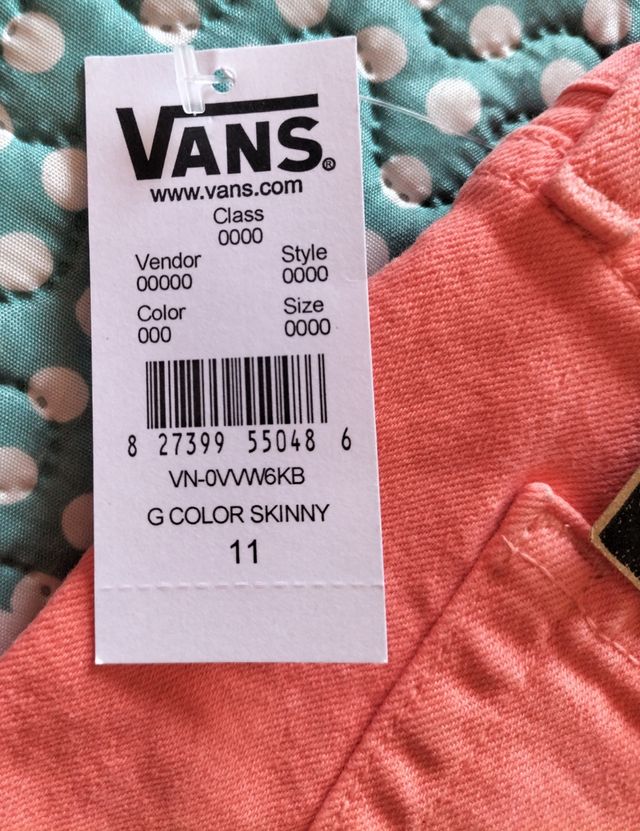 VANS®
www.vans.com
Class
0000
Vendor Style
00000 0000
Color Size
000 0000
8 27399 55048 6
VN-0VVW6KB
G COLOR SKINNY
11